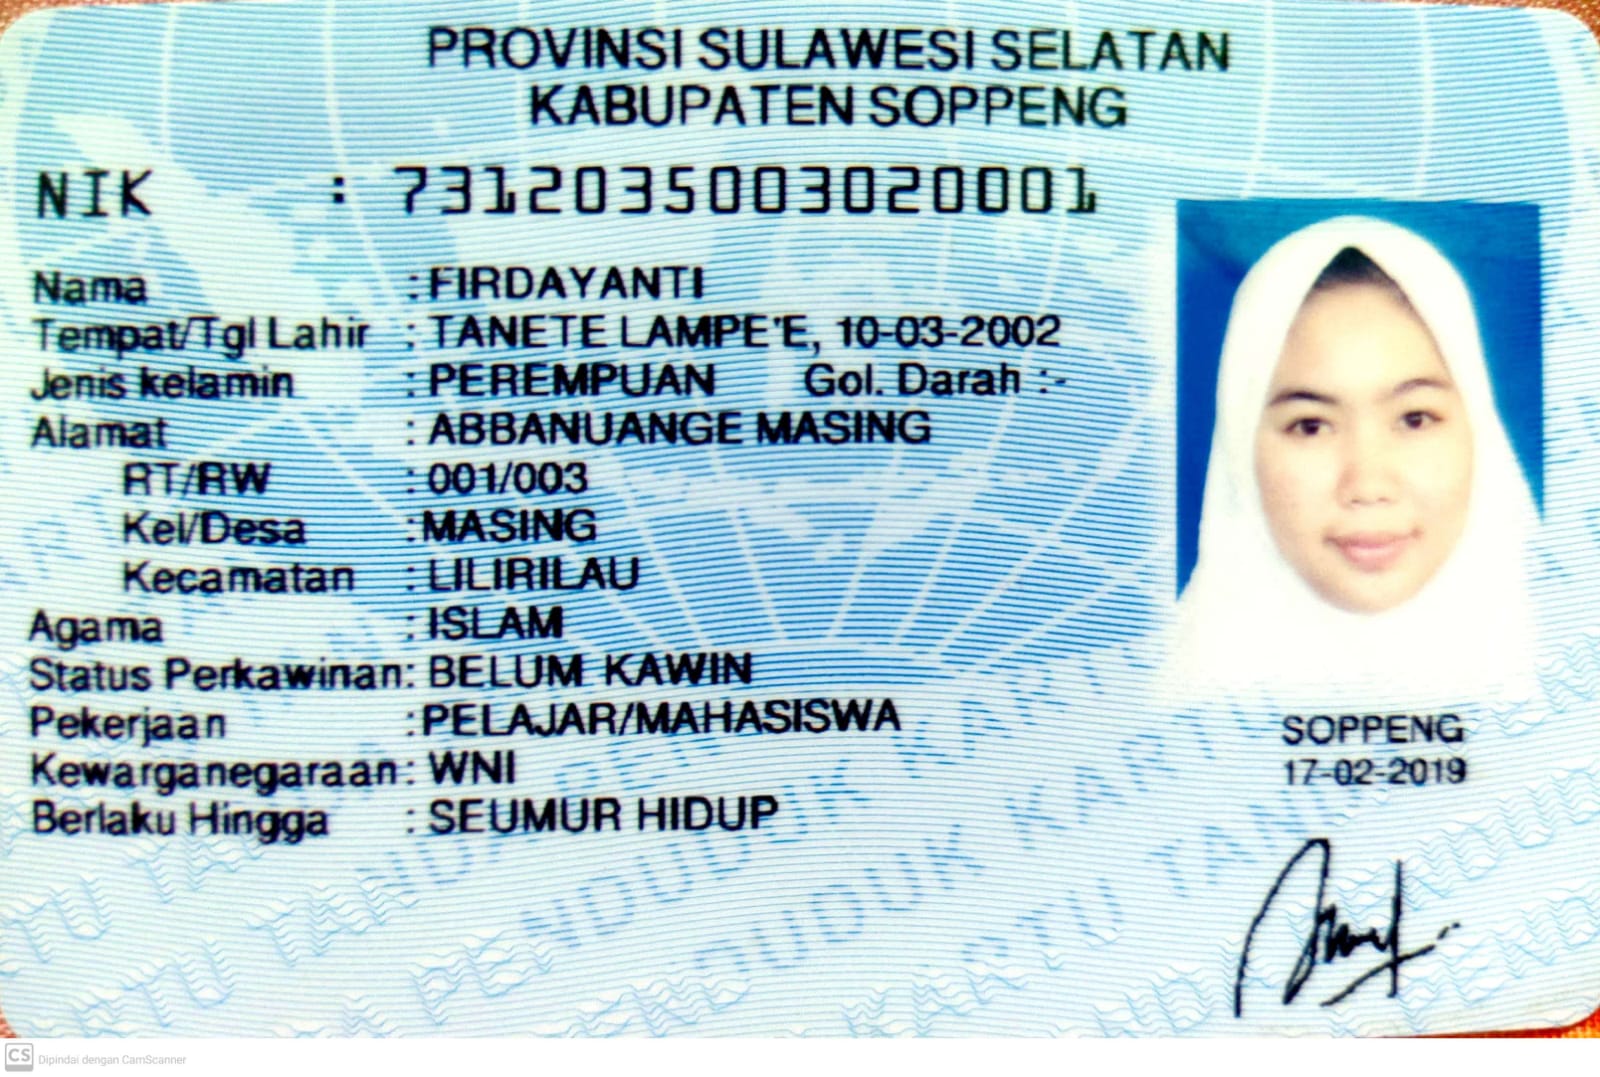 PROVINSI SULAWESI SELATAN
KABUPATEN SOPPENG
NIK : 7312035003020001
Nama : FIRDAYANTI
Tempat/Tgl Lahir : TANETE LAMPE'E, 10-03-2002
Jenis kelamin : PEREMPUAN Gol. Darah :-
Alamat : ABBANUANGE MASING
RT/RW : 001/003
Kel/Desa : MASING
Kecamatan : LILIRILAU
Agama : ISLAM
Status Perkawinan: BELUM KAWIN
Pekerjaan : PELAJAR/MAHASISWA
Kewarganegaraan: WNI
Berlaku Hingga : SEUMUR HIDUP
SOPPENG
17-02-2019
CS Dipindai dengan CamScanner